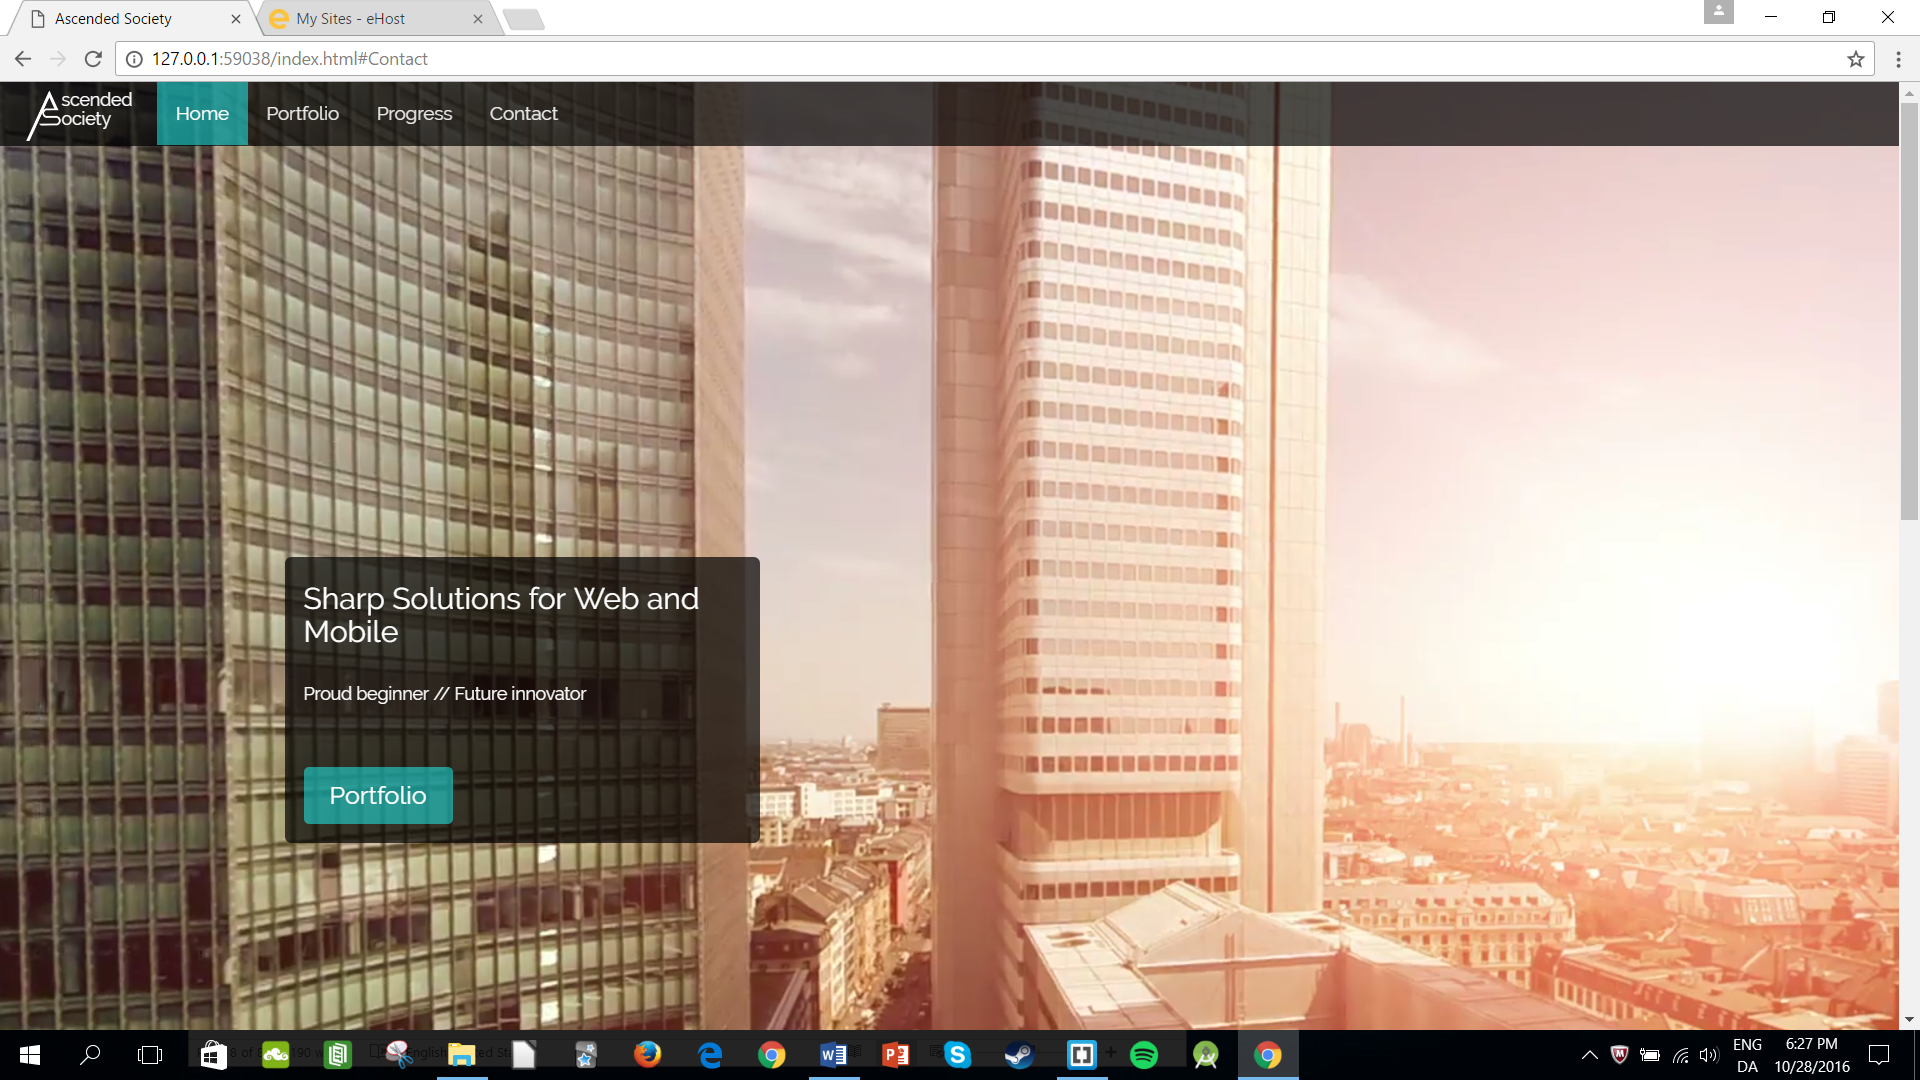 Ascended Society
My Sites - eHost
127.0.0.1:59038/index.html#Contact
Ascended
Society
Home
Portfolio
Progress
Contact
Sharp Solutions for Web and
Mobile
Proud beginner // Future innovator
Portfolio
ENG
DA
6:27 PM
10/28/2016